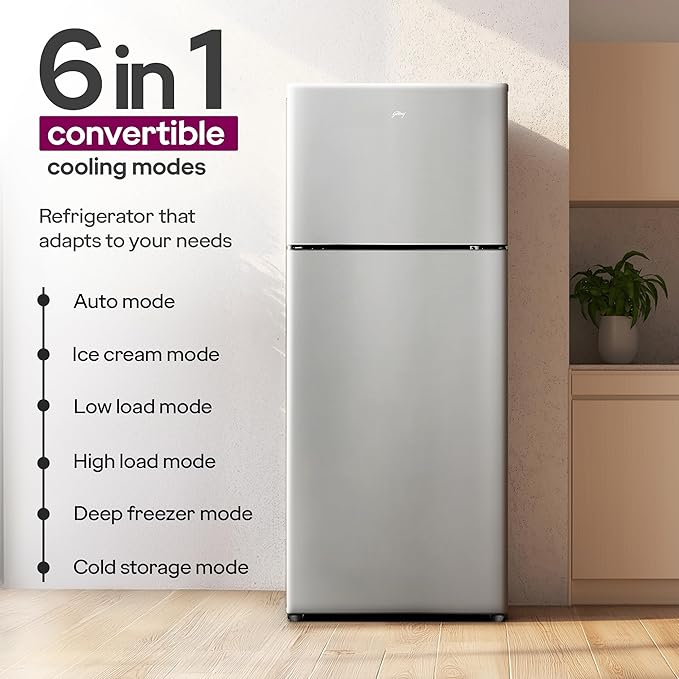 6 in 1
convertible
cooling modes
Refrigerator that
adapts to your needs
Auto mode
Ice cream mode
Low load mode
High load mode
Deep freezer mode
Cold storage mode
Godrej